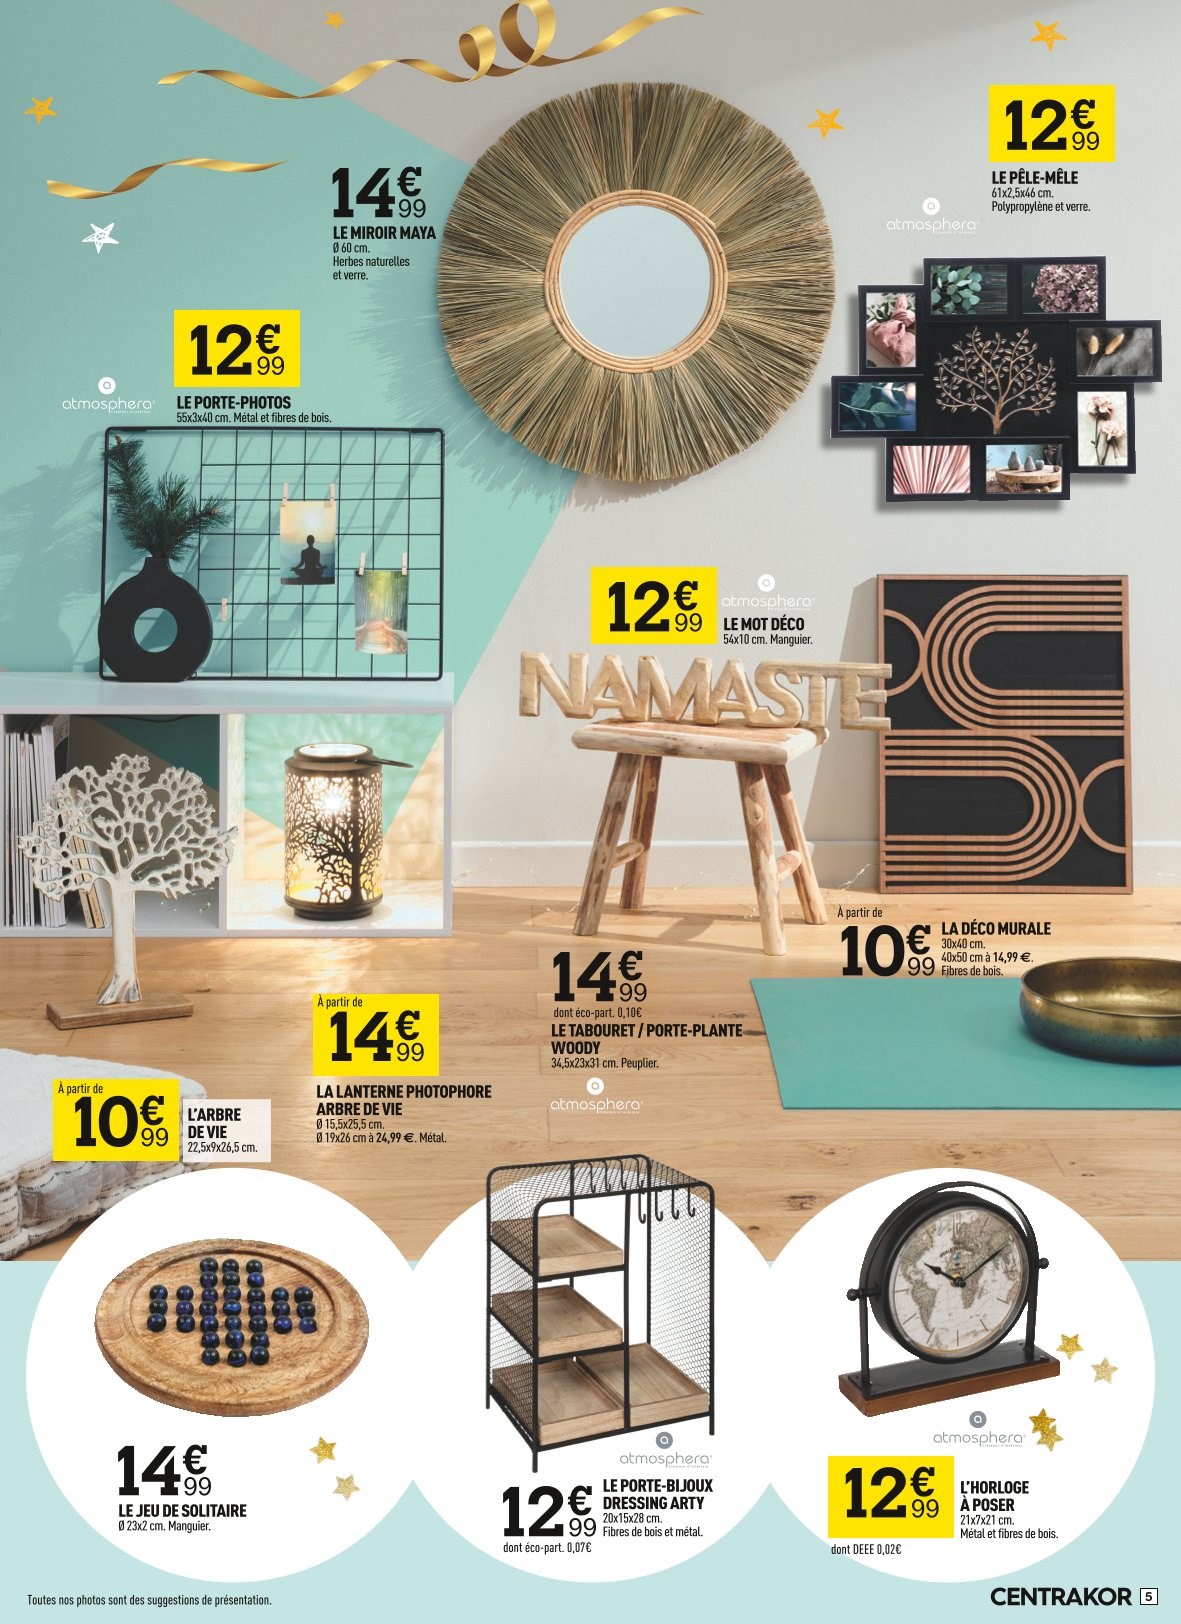 12€99
LE PÊLE-MÊLE
61x2,5x46 cm.
Polypropylène et verre.
atmosphera
14€99
LE MIROIR MAYA
Ø 60 cm.
Herbes naturelles
et verre.
12€99
LE PORTE-PHOTOS
55x3x40 cm. Métal et fibres de bois.
atmosphera
12€99
atmosphera
LE MOT DÉCO
54x10 cm. Manguier.
NAMASTE
À partir de
10€99
LA DÉCO MURALE
30x40 cm.
40x50 cm à 14,99 €.
Fibres de bois.
14€99
dont éco-part. 0,10€
LE TABOURET / PORTE-PLANTE
WOODY
34,5x23x31 cm. Peuplier.
atmosphera
À partir de
14€99
LA LANTERNE PHOTOPHORE
ARBRE DE VIE
Ø 15,5x25,5 cm.
Ø 19x26 cm à 24,99 €. Métal.
À partir de
10€99
L'ARBRE
DE VIE
22,5x9x26,5 cm.
14€99
LE JEU DE SOLITAIRE
Ø 23x2 cm. Manguier.
atmosphera
12€99
dont éco-part. 0,07€
LE PORTE-BIJOUX
DRESSING ARTY
20x15x28 cm.
Fibres de bois et métal.
atmosphera
12€99
dont DEEE 0,02€
L'HORLOGE
À POSER
21x7x21 cm.
Métal et fibres de bois.
Toutes nos photos sont des suggestions de présentation.
CENTRAKOR 5